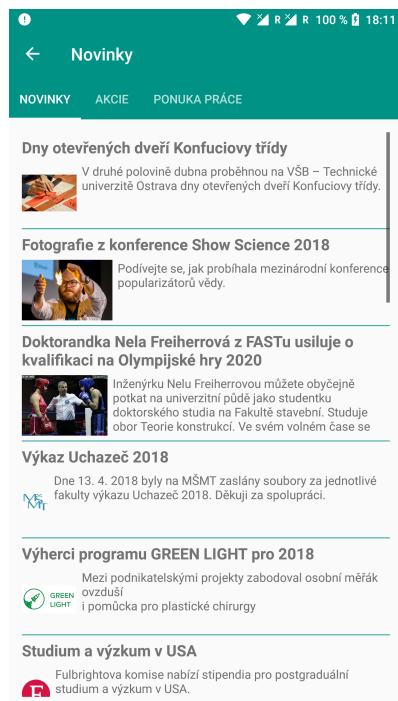 R R 100 % 18:11
Novinky
NOVINKY AKCIE PONUKA PRÁCE
Dny otevřených dveří Konfuciovy třídy
V druhé polovině dubna proběhnou na VŠB – Technické
univerzitě Ostrava dny otevřených dveří Konfuciovy třídy.
Fotografie z konference Show Science 2018
Podívejte se, jak probíhala mezinárodní konference
popularizátorů vědy.
Doktorandka Nela Freiherrová z FASTu usiluje o
kvalifikaci na Olympijské hry 2020
Inženýrku Nelu Freiherrovou můžete obyčejně
potkat na univerzitní půdě jako studentku
doktorského studia na Fakultě stavební. Studuje
obor Teorie konstrukcí. Ve svém volném čase se
Výkaz Uchazeč 2018
Dne 13. 4. 2018 byly na MŠMT zaslány soubory za jednotlivé
fakulty výkazu Uchazeč 2018. Děkuji za spolupráci.
MŠMT
Výherci programu GREEN LIGHT pro 2018
Mezi podnikatelskými projekty zabodoval osobní měřák
ovzduší
i pomůcka pro plastické chirurgy
GREEN
LIGHT
Studium a výzkum v USA
Fulbrightova komise nabízí stipendia pro postgraduální
studium a výzkum v USA.
F